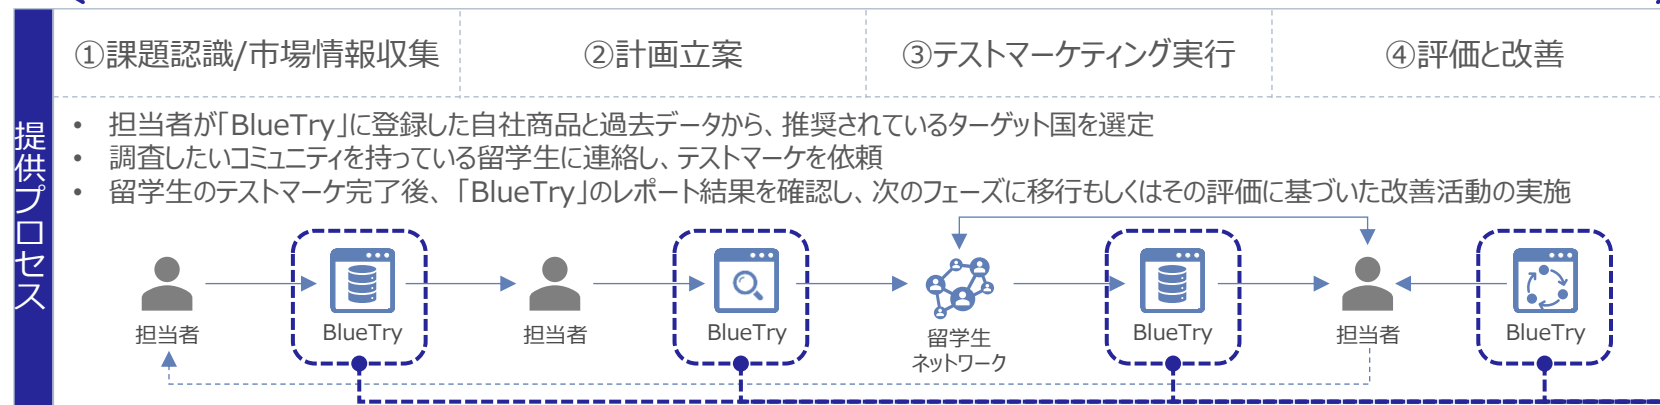 提供プロセス
①課題認識/市場情報収集
②計画立案
③テストマーケティング実行
④評価と改善
• 担当者が「BlueTry」に登録した自社商品と過去データから、推奨されているターゲット国を選定
• 調査したいコミュニティを持っている留学生に連絡し、テストマーケを依頼
• 留学生のテストマーケ完了後、「BlueTry」のレポート結果を確認し、次のフェーズに移行もしくはその評価に基づいた改善活動の実施
担当者
BlueTry
担当者
BlueTry
留学生
ネットワーク
BlueTry
担当者
BlueTry